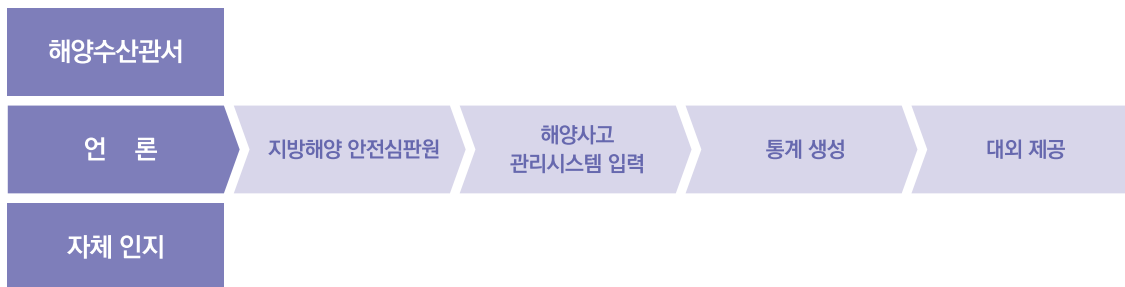 해양수산관서
언 론
지방해양 안전심판원
해양사고
관리시스템 입력
통계 생성
대외 제공
자체 인지